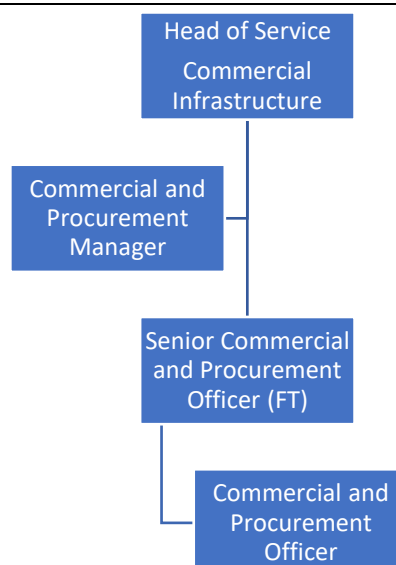 Head of Service
Commercial
Infrastructure
Commercial and
Procurement
Manager
Senior Commercial
and Procurement
Officer (FT)
Commercial and
Procurement
Officer